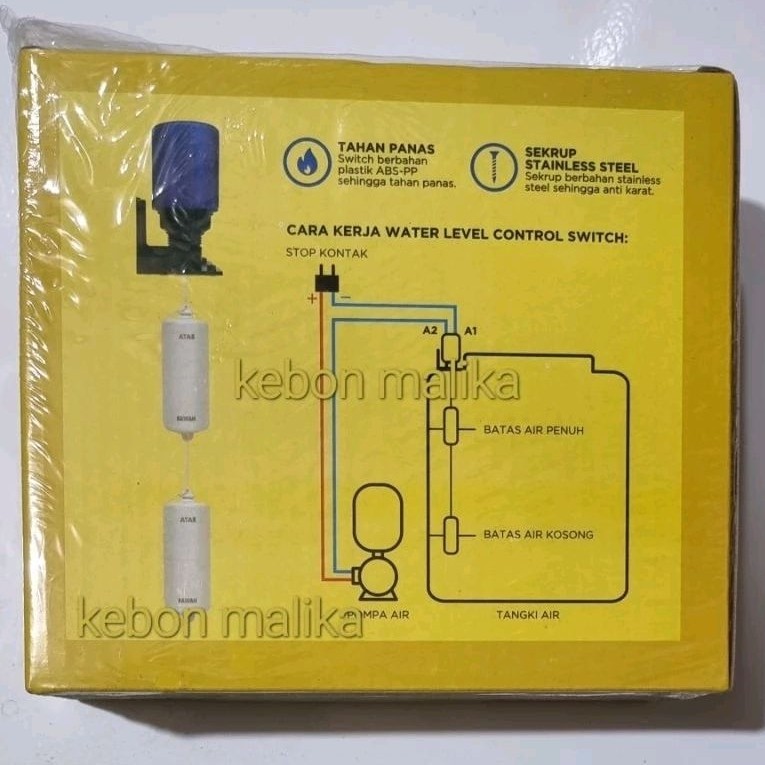 TAHAN PANAS
Switch berbahan
plastik ABS-PP
sehingga tahan panas.
SEKRUP
STAINLESS STEEL
Sekrup berbahan stainless
steel sehingga anti karat.
CARA KERJA WATER LEVEL CONTROL SWITCH:
STOP KONTAK
+
–
A2
A1
ATAS
BAWAH
kebon malika
BATAS AIR PENUH
ATAS
BAWAH
BATAS AIR KOSONG
kebon malika
POMPA AIR
TANGKI AIR